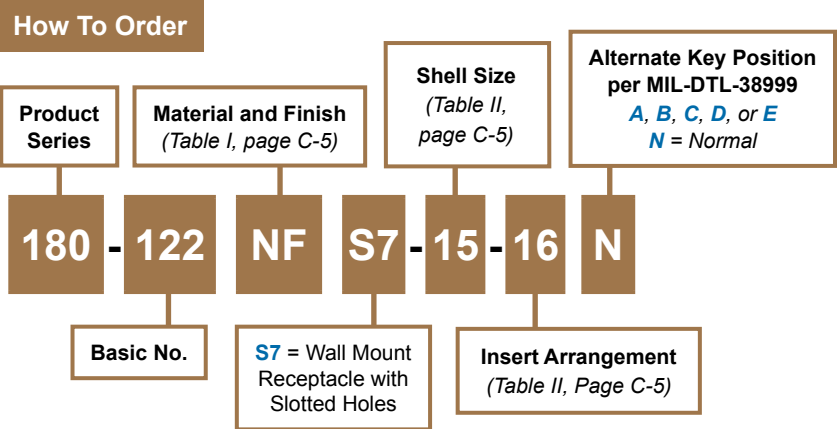 How To Order
Product
Series
Material and Finish
(Table I, page C-5)
Shell Size
(Table II,
page C-5)
Alternate Key Position
per MIL-DTL-38999
A, B, C, D, or E
N = Normal
180 - 122 NF S7 - 15 - 16 N
Basic No.
S7 = Wall Mount
Receptacle with
Slotted Holes
Insert Arrangement
(Table II, Page C-5)